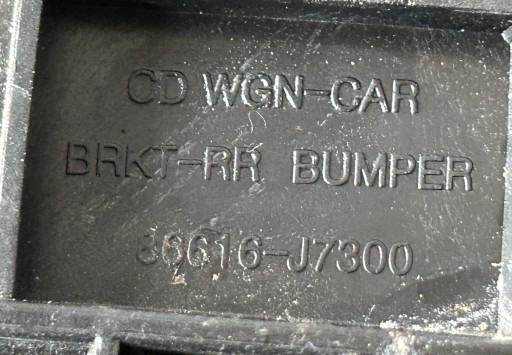 CD WGN-CAR
BRKT-RR BUMPER
86616-J7300